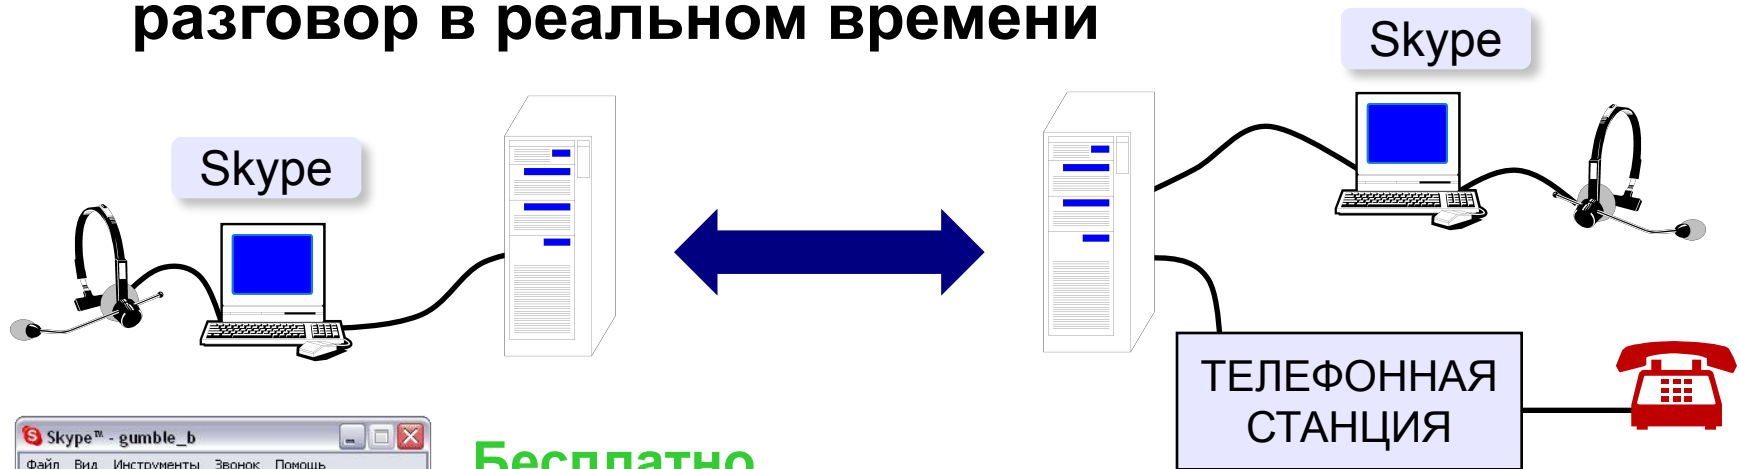 разговор в реальном времени
Skype
Skype
ТЕЛЕФОННАЯ
СТАНЦИЯ
Skype™ - gumble_b
Файл Вид Инструменты Звонок Помощь
Бесплатно